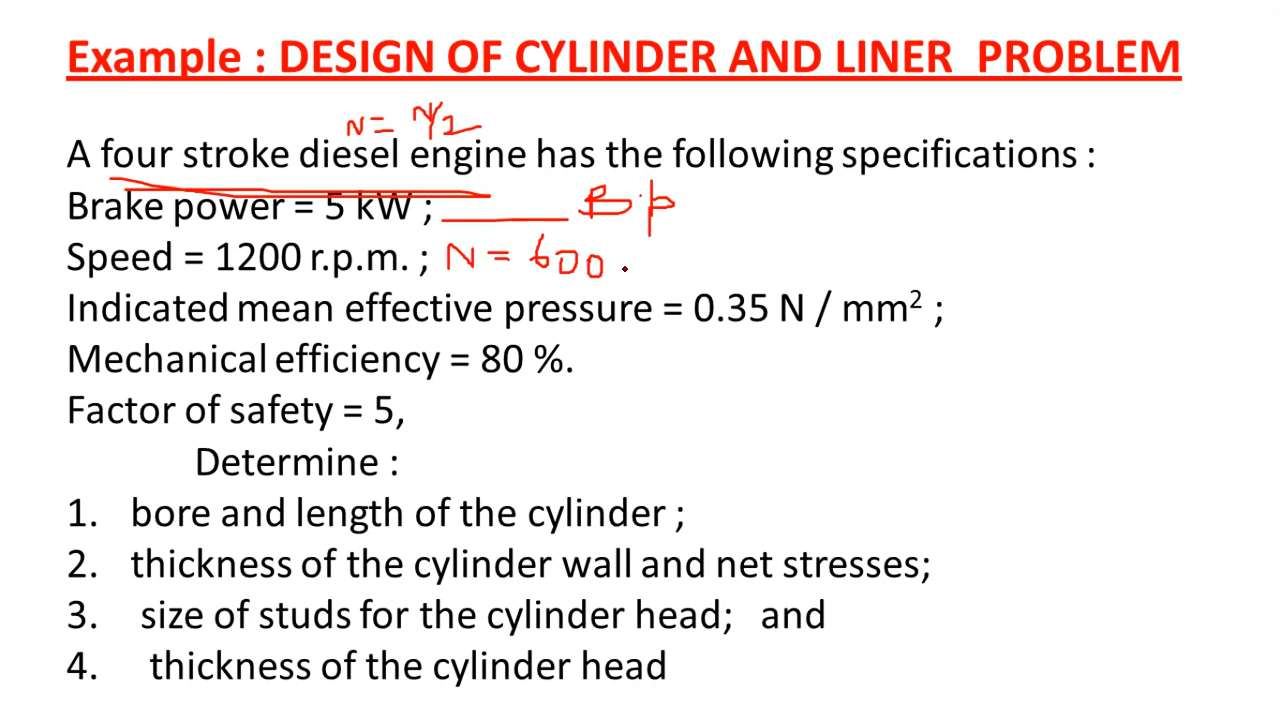 Example : DESIGN OF CYLINDER AND LINER PROBLEM
N = N/2
A four stroke diesel engine has the following specifications :
Brake power = 5 kW ; B.p
Speed = 1200 r.p.m. ; N = 600 .
Indicated mean effective pressure = 0.35 N / mm² ;
Mechanical efficiency = 80 %.
Factor of safety = 5,
Determine :
1. bore and length of the cylinder ;
2. thickness of the cylinder wall and net stresses;
3. size of studs for the cylinder head; and
4. thickness of the cylinder head